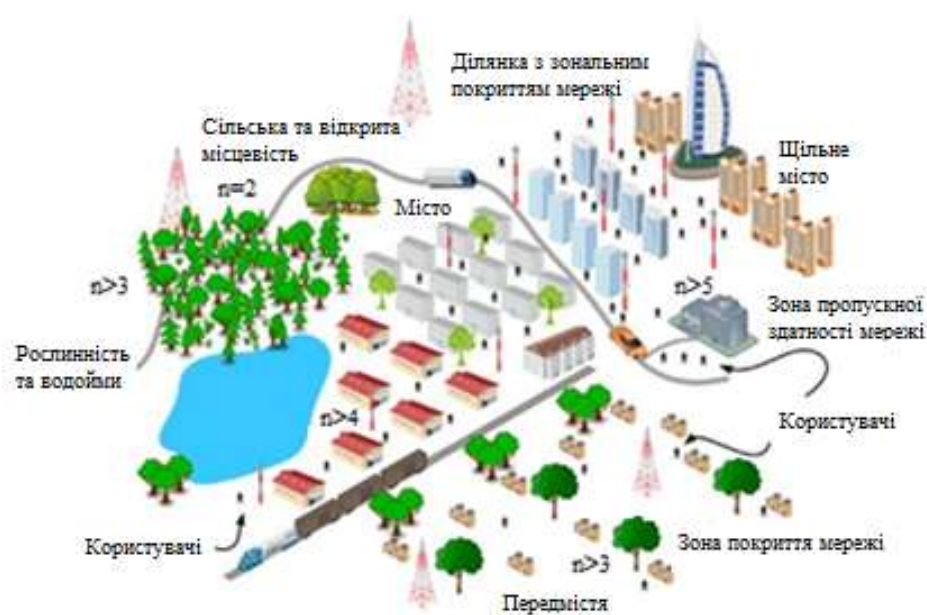 Ділянка з зональним
покриттям мережі
Сільська та відкрита
місцевість
n=2
Щільне
місто
Місто
n>3
n>5
Зона пропускної
здатності мережі
Рослинність
та водойми
n>4
Користувачі
Користувачі
Зона покриття мережі
n>3
Передмістя